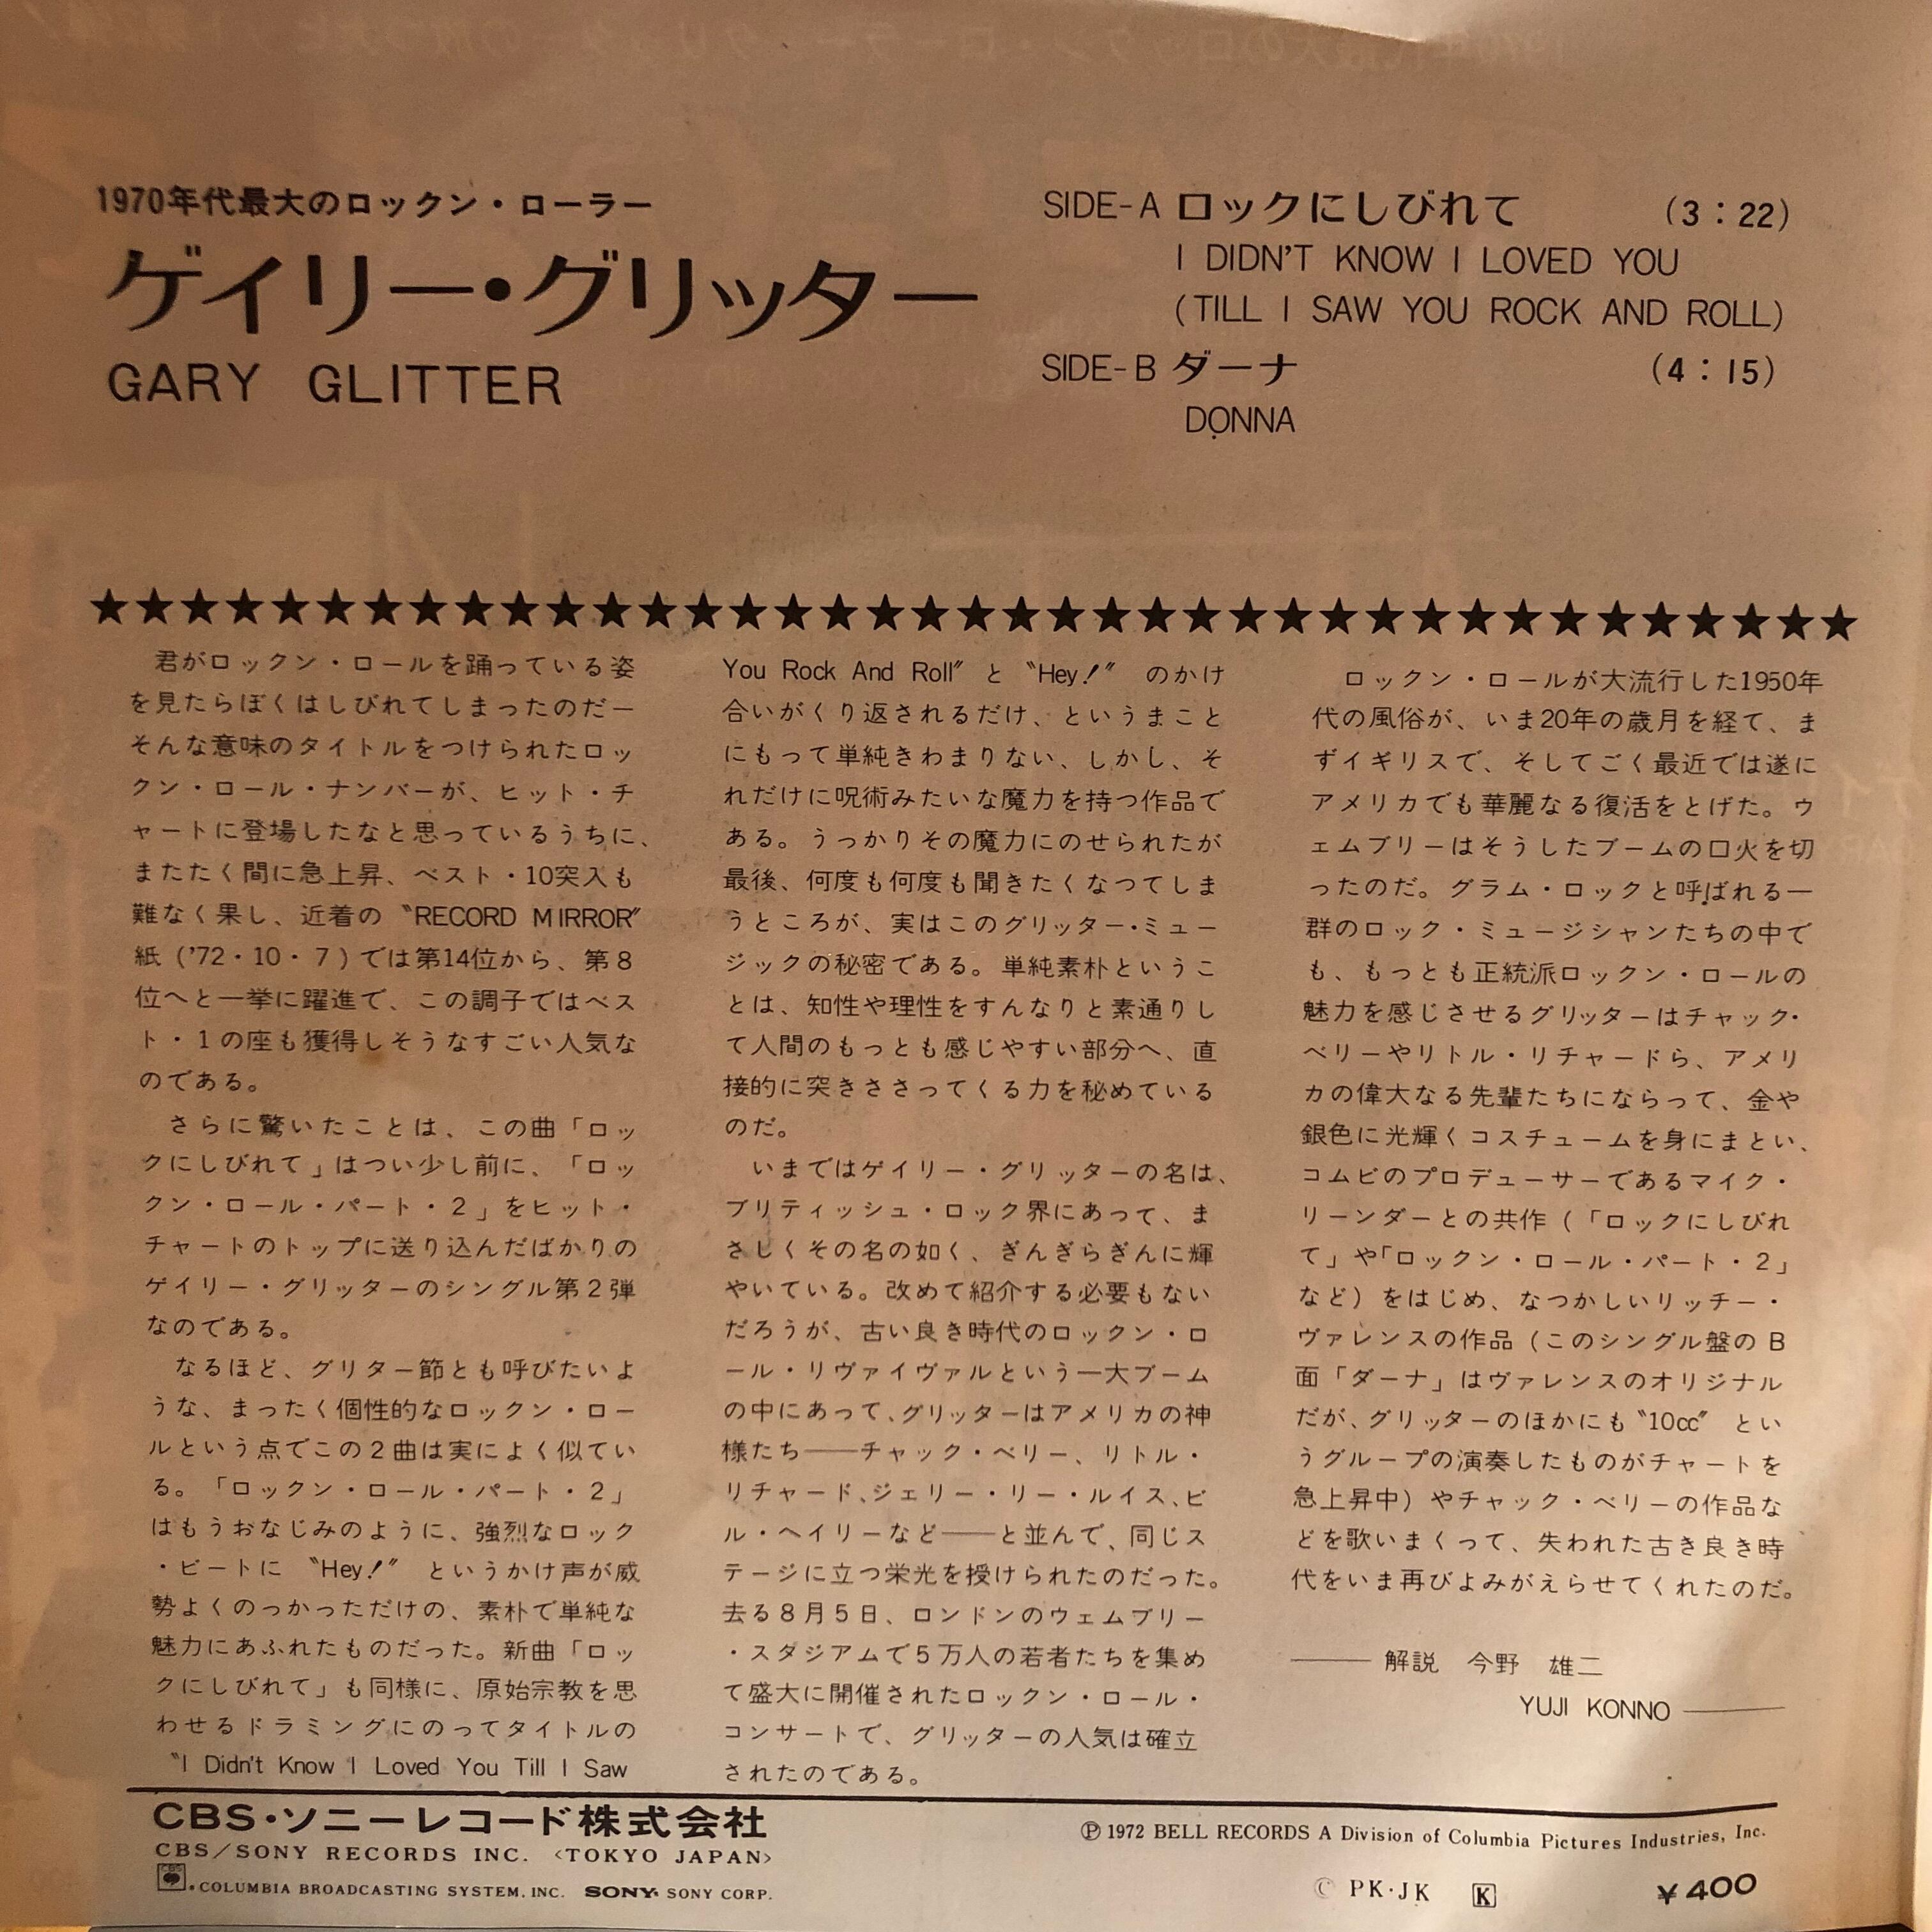 1970年代最大のロックン・ローラー
ゲイリー・グリッター
GARY GLITTER
SIDE-A ロックにしびれて (3：22)
I DIDN'T KNOW I LOVED YOU
(TILL I SAW YOU ROCK AND ROLL)
SIDE-B ダーナ (4：15)
DONNA
★★★★★★★★★★★★★★★★★★★★★★★★★★★★★★★★★★★★★★★
君がロックン・ロールを踊っている姿
を見たらぼくはしびれてしまったのだ—
そんな意味のタイトルをつけられたロッ
クン・ロール・ナンバーが、ヒット・チ
ャートに登場したなと思っているうちに、
またたく間に急上昇、ベスト・10突入も
難なく果し、近着の〝RECORD MIRROR〞
紙（'72・10・7）では第14位から、第8
位へと一挙に躍進で、この調子ではベス
ト・1の座も獲得しそうなすごい人気な
のである。
さらに驚いたことは、この曲「ロッ
クにしびれて」はつい少し前に、「ロッ
クン・ロール・パート・2」をヒット・
チャートのトップに送り込んだばかりの
ゲイリー・グリッターのシングル第2弾
なのである。
なるほど、グリター節とも呼びたいよ
うな、まったく個性的なロックン・ロー
ルという点でこの2曲は実によく似てい
る。「ロックン・ロール・パート・2」
はもうおなじみのように、強烈なロック
・ビートに〝Hey!〞というかけ声が威
勢よくのっかっただけの、素朴で単純な
魅力にあふれたものだった。新曲「ロッ
クにしびれて」も同様に、原始宗教を思
わせるドラミングにのってタイトルの
〝I Didn't Know I Loved You Till I Saw
You Rock And Roll〞と〝Hey!〞のかけ
合いがくり返されるだけ、というまこと
にもって単純きわまりない、しかし、そ
れだけに呪術みたいな魔力を持つ作品で
ある。うっかりその魔力にのせられたが
最後、何度も何度も聞きたくなつてしま
うところが、実はこのグリッター・ミュー
ジックの秘密である。単純素朴というこ
とは、知性や理性をすんなりと素通りし
て人間のもっとも感じやすい部分へ、直
接的に突きささってくる力を秘めている
のだ。
いまではゲイリー・グリッターの名は、
ブリティッシュ・ロック界にあって、ま
さしくその名の如く、ぎんぎらぎんに輝
やいている。改めて紹介する必要もない
だろうが、古い良き時代のロックン・ロ
ール・リヴァイヴァルという一大ブーム
の中にあって、グリッターはアメリカの神
様たち——チャック・ベリー、リトル・
リチャード、ジェリー・リー・ルイス、ビ
ル・ヘイリーなど——と並んで、同じス
テージに立つ栄光を授けられたのだった。
去る8月5日、ロンドンのウェムブリー
・スタジアムで5万人の若者たちを集め
て盛大に開催されたロックン・ロール・
コンサートで、グリッターの人気は確立
されたのである。
ロックン・ロールが大流行した1950年
代の風俗が、いま20年の歳月を経て、ま
ずイギリスで、そしてごく最近では遂に
アメリカでも華麗なる復活をとげた。ウ
ェムブリーはそうしたブームの口火を切
ったのだ。グラム・ロックと呼ばれる一
群のロック・ミュージシャンたちの中で
も、もっとも正統派ロックン・ロールの
魅力を感じさせるグリッターはチャック・
ベリーやリトル・リチャードら、アメリ
カの偉大なる先輩たちにならって、金や
銀色に光輝くコスチュームを身にまとい、
コムビのプロデューサーであるマイク・
リーンダーとの共作（「ロックにしびれ
て」や「ロックン・ロール・パート・2」
など）をはじめ、なつかしいリッチー・
ヴァレンスの作品（このシングル盤のB
面「ダーナ」はヴァレンスのオリジナル
だが、グリッターのほかにも〝10cc〞とい
うグループの演奏したものがチャートを
急上昇中）やチャック・ベリーの作品な
どを歌いまくって、失われた古き良き時
代をいま再びよみがえらせてくれたのだ。
——解説 今野 雄二
YUJI KONNO——
CBS・ソニーレコード株式会社
CBS/SONY RECORDS INC. <TOKYO JAPAN>
CBS.COLUMBIA BROADCASTING SYSTEM, INC. SONY. SONY CORP.
Ⓟ 1972 BELL RECORDS A Division of Columbia Pictures Industries, Inc.
Ⓒ PK・JK K ¥400